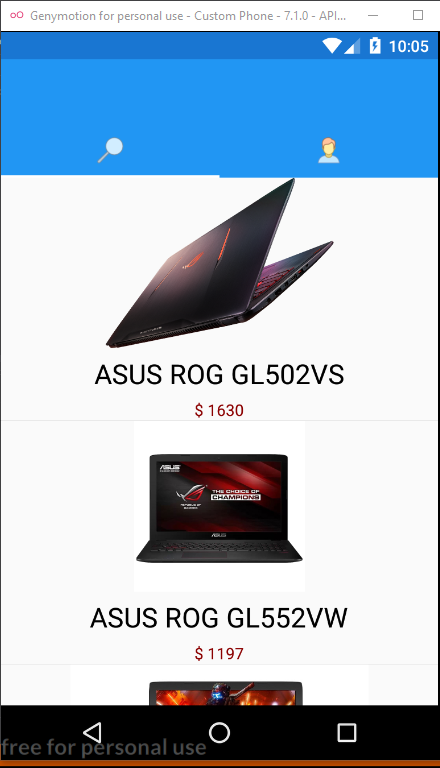 Genymotion for personal use - Custom Phone - 7.1.0 - API...
10:05
ASUS ROG GL502VS
$ 1630
ASUS
THE CHOICE OF
CHAMPIONS
ASUS
ASUS ROG GL552VW
$ 1197
free for personal use